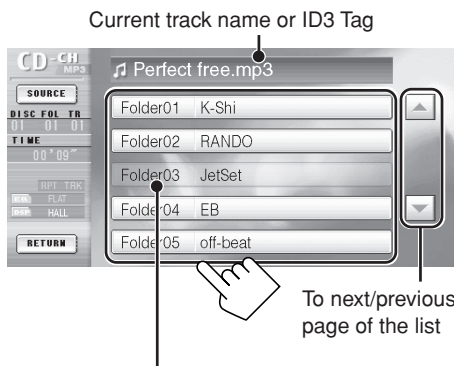 Current track name or ID3 Tag
CD-CH
MP3
Perfect free.mp3
SOURCE
DISC FOL TR
01 01 01
TIME
00'09"
RPT TRK
EQ FLAT
DSP HALL
RETURN
Folder01 K-Shi
Folder02 RANDO
Folder03 JetSet
Folder04 EB
Folder05 off-beat
To next/previous
page of the list